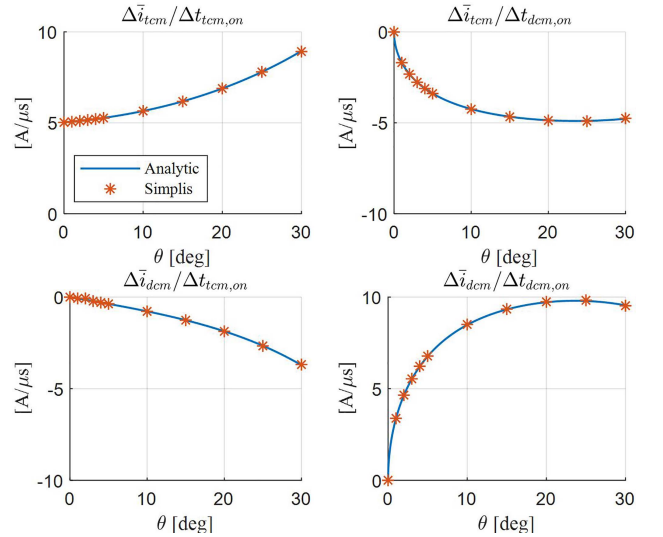 Δī_tcm/Δt_tcm,on
[A/μs]
10
5
0
Analytic
Simplis
0 10 20 30
θ [deg]
Δī_tcm/Δt_dcm,on
[A/μs]
0
-5
-10
0 10 20 30
θ [deg]
Δī_dcm/Δt_tcm,on
[A/μs]
0
-5
-10
0 10 20 30
θ [deg]
Δī_dcm/Δt_dcm,on
[A/μs]
10
5
0
0 10 20 30
θ [deg]